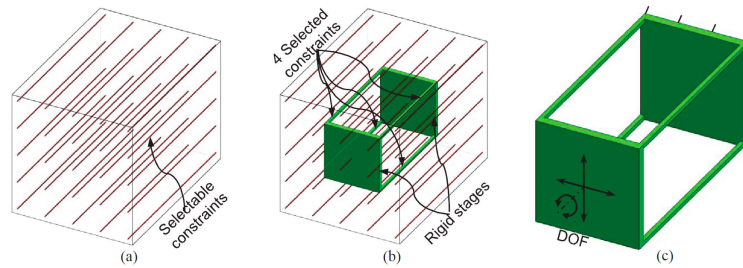 Selectable
constraints
(a)
4 Selected
constraints
Rigid stages
(b)
DOF
(c)